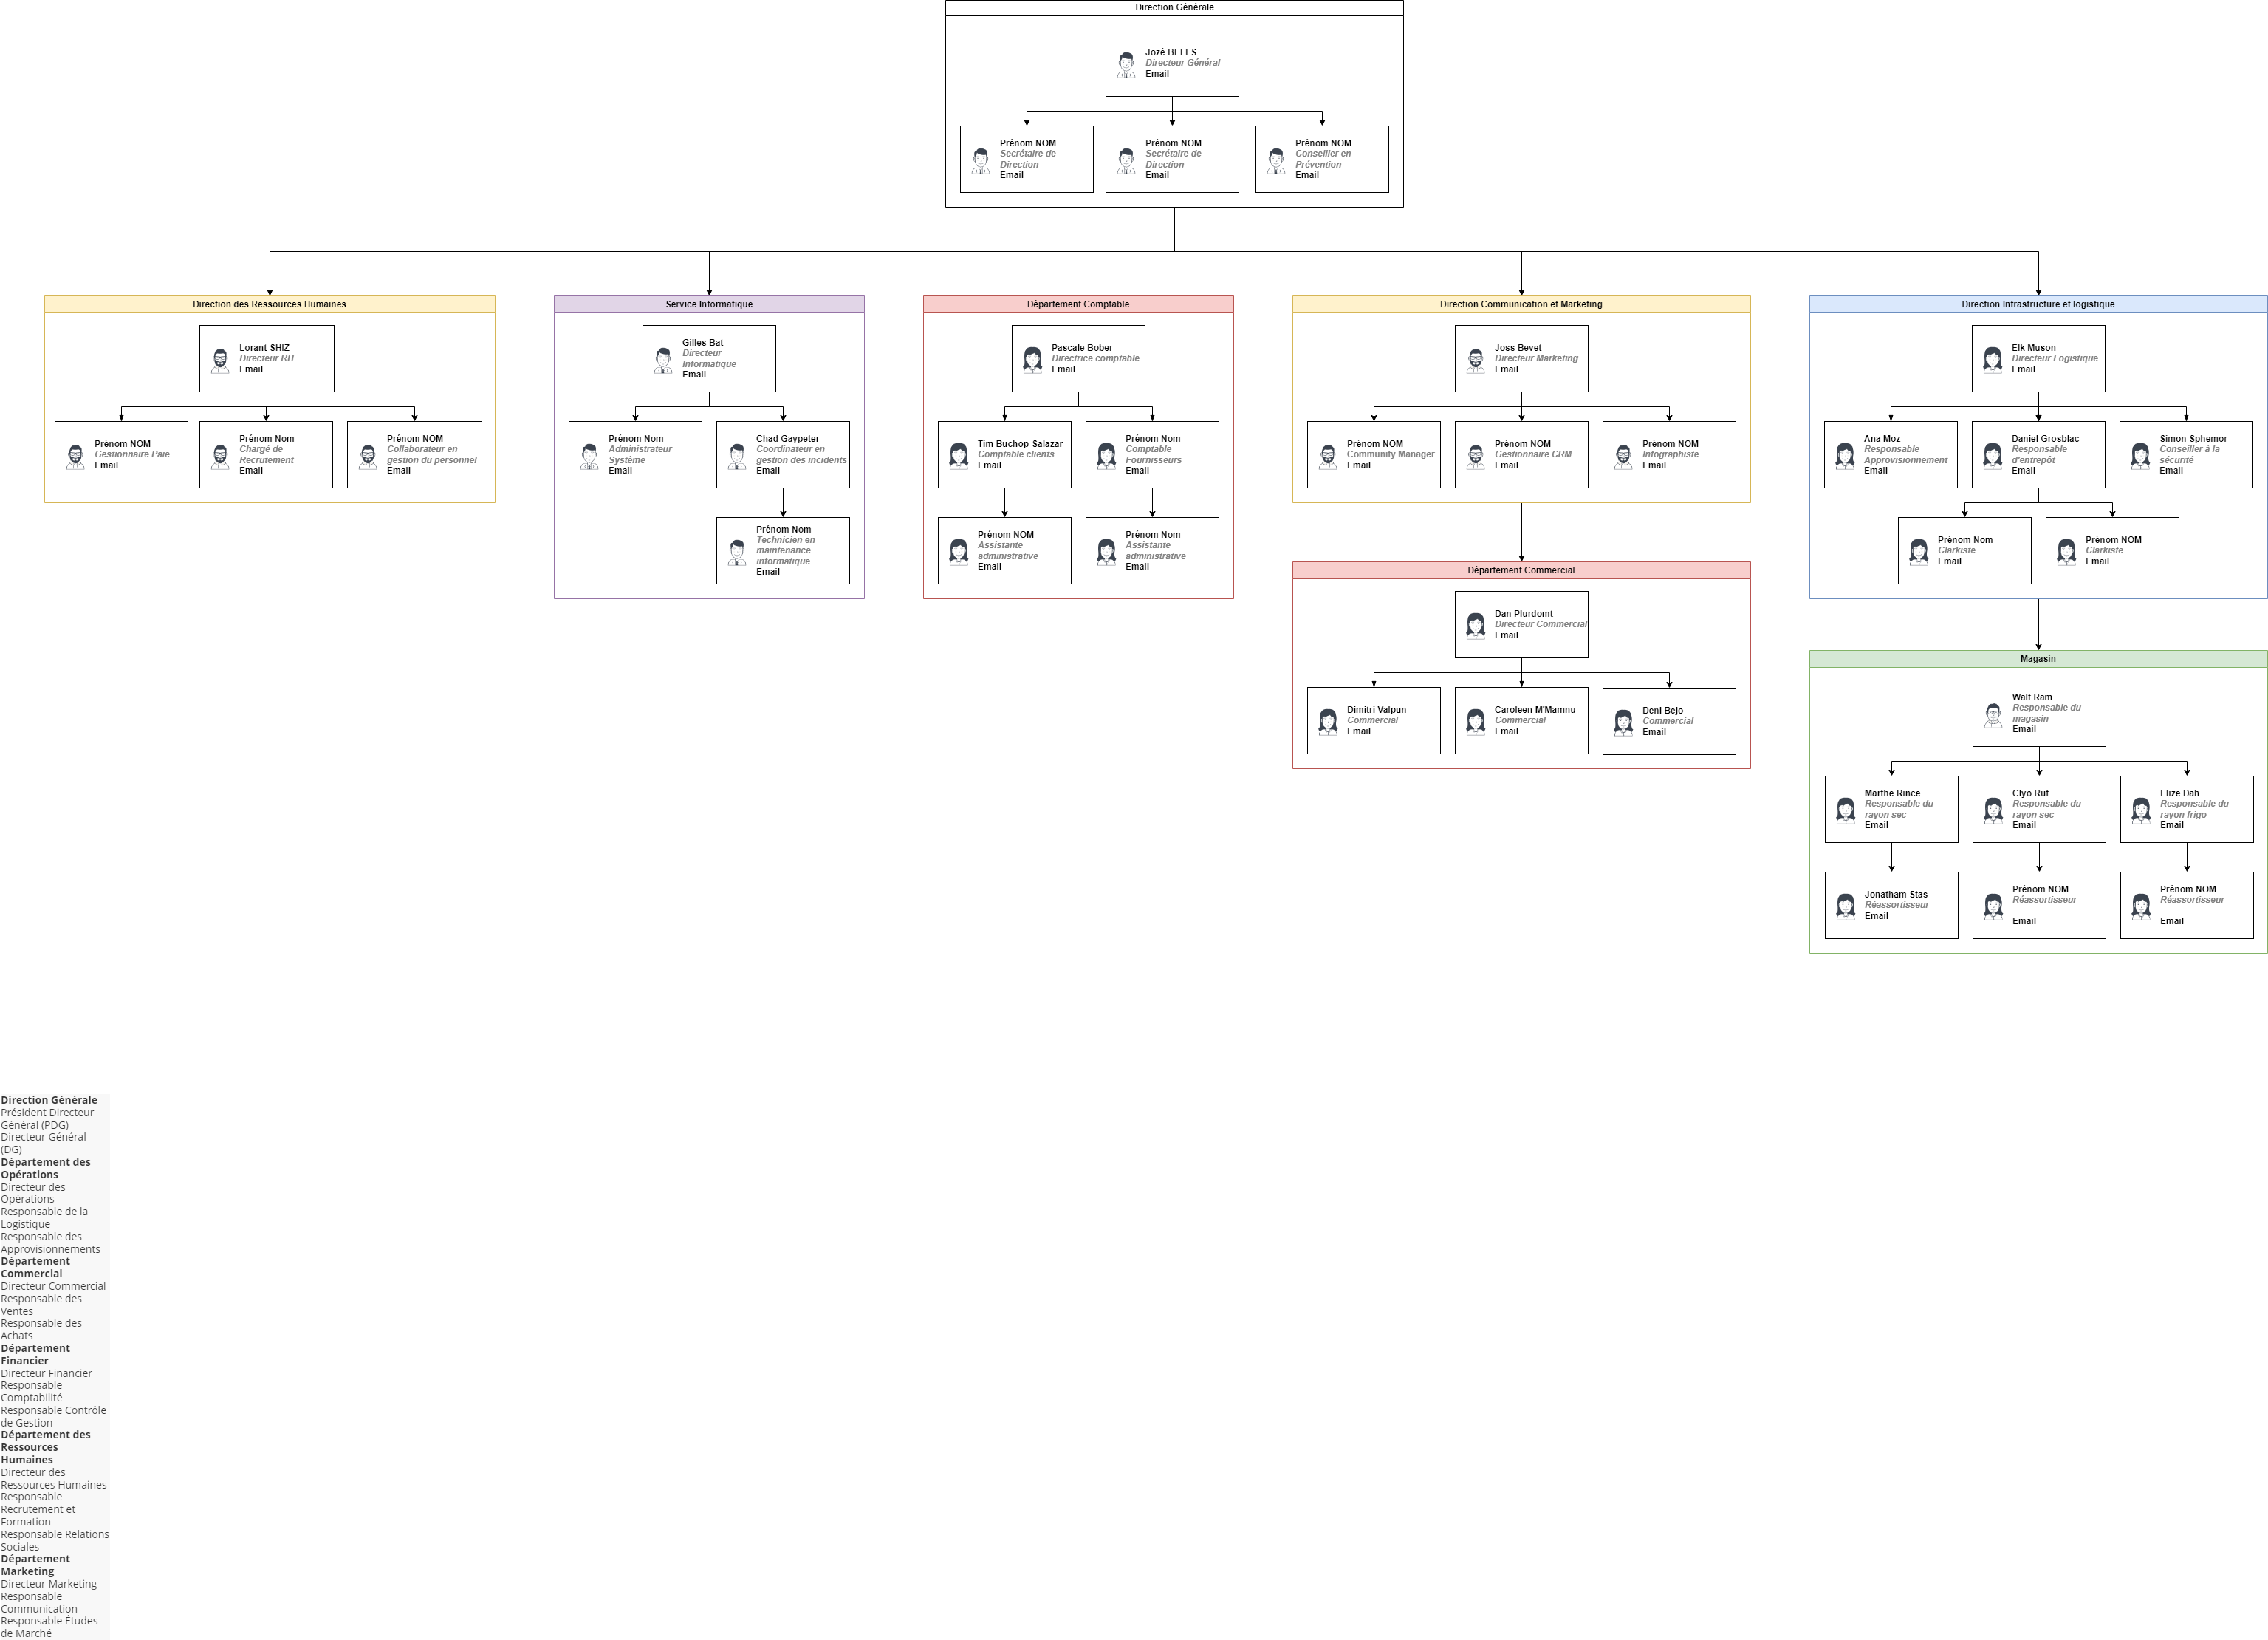 Direction Générale
Jozé BEFFS
Directeur Général
Email
Prénom NOM
Secrétaire de
Direction
Email
Prénom NOM
Secrétaire de
Direction
Email
Prénom NOM
Conseiller en
Prévention
Email
Direction des Ressources Humaines
Lorant SHIZ
Directeur RH
Email
Prénom NOM
Gestionnaire Paie
Email
Prénom Nom
Chargé de
Recrutement
Email
Prénom NOM
Collaborateur en
gestion du personnel
Email
Service Informatique
Gilles Bat
Directeur
Informatique
Email
Prénom Nom
Administrateur
Système
Email
Chad Gaypeter
Coordinateur en
gestion des incidents
Email
Prénom Nom
Technicien en
maintenance
informatique
Email
Département Comptable
Pascale Bober
Directrice comptable
Email
Tim Buchop-Salazar
Comptable clients
Email
Prénom Nom
Comptable
Fournisseurs
Email
Prénom NOM
Assistante
administrative
Email
Prénom Nom
Assistante
administrative
Email
Direction Communication et Marketing
Joss Bevet
Directeur Marketing
Email
Prénom NOM
Community Manager
Email
Prénom NOM
Gestionnaire CRM
Email
Prénom NOM
Infographiste
Email
Département Commercial
Dan Plurdomt
Directeur Commercial
Email
Dimitri Valpun
Commercial
Email
Caroleen M'Mamnu
Commercial
Email
Deni Bejo
Commercial
Email
Direction Infrastructure et logistique
Elk Muson
Directeur Logistique
Email
Ana Moz
Responsable
Approvisionnement
Email
Daniel Grosblac
Responsable
d'entrepôt
Email
Simon Sphemor
Conseiller à la
sécurité
Email
Prénom Nom
Clarkiste
Email
Prénom NOM
Clarkiste
Email
Magasin
Walt Ram
Responsable du
magasin
Email
Marthe Rince
Responsable du
rayon sec
Email
Clyo Rut
Responsable du
rayon sec
Email
Elize Dah
Responsable du
rayon frigo
Email
Jonatham Stas
Réassortisseur
Email
Prénom NOM
Réassortisseur
Email
Prénom NOM
Réassortisseur
Email
Direction Générale
Président Directeur
Général (PDG)
Directeur Général
(DG)
Département des
Opérations
Directeur des
Opérations
Responsable de la
Logistique
Responsable des
Approvisionnements
Département
Commercial
Directeur Commercial
Responsable des
Ventes
Responsable des
Achats
Département
Financier
Directeur Financier
Responsable
Comptabilité
Responsable Contrôle
de Gestion
Département des
Ressources
Humaines
Directeur des
Ressources Humaines
Responsable
Recrutement et
Formation
Responsable Relations
Sociales
Département
Marketing
Directeur Marketing
Responsable
Communication
Responsable Études
de Marché